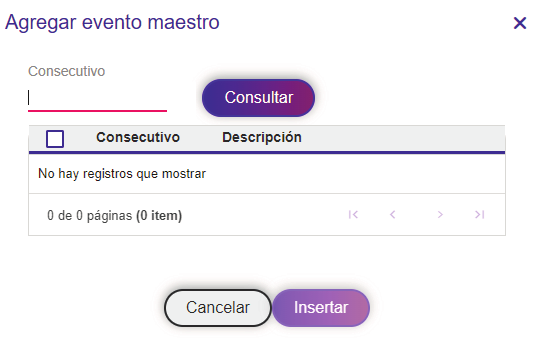 Agregar evento maestro
Consecutivo
Consultar
Consecutivo Descripción
No hay registros que mostrar
0 de 0 páginas (0 item)
Cancelar Insertar